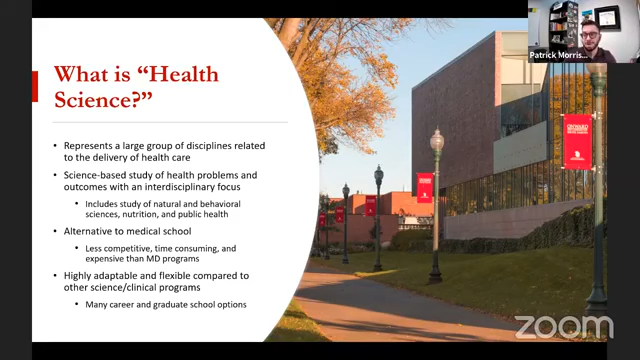 What is “Health
Science?”
• Represents a large group of disciplines related
to the delivery of health care
• Science-based study of health problems and
outcomes with an interdisciplinary focus
• Includes study of natural and behavioral
sciences, nutrition, and public health
• Alternative to medical school
• Less competitive, time consuming, and
expensive than MD programs
• Highly adaptable and flexible compared to
other science/clinical programs
• Many career and graduate school options
Patrick Morris...
zoom